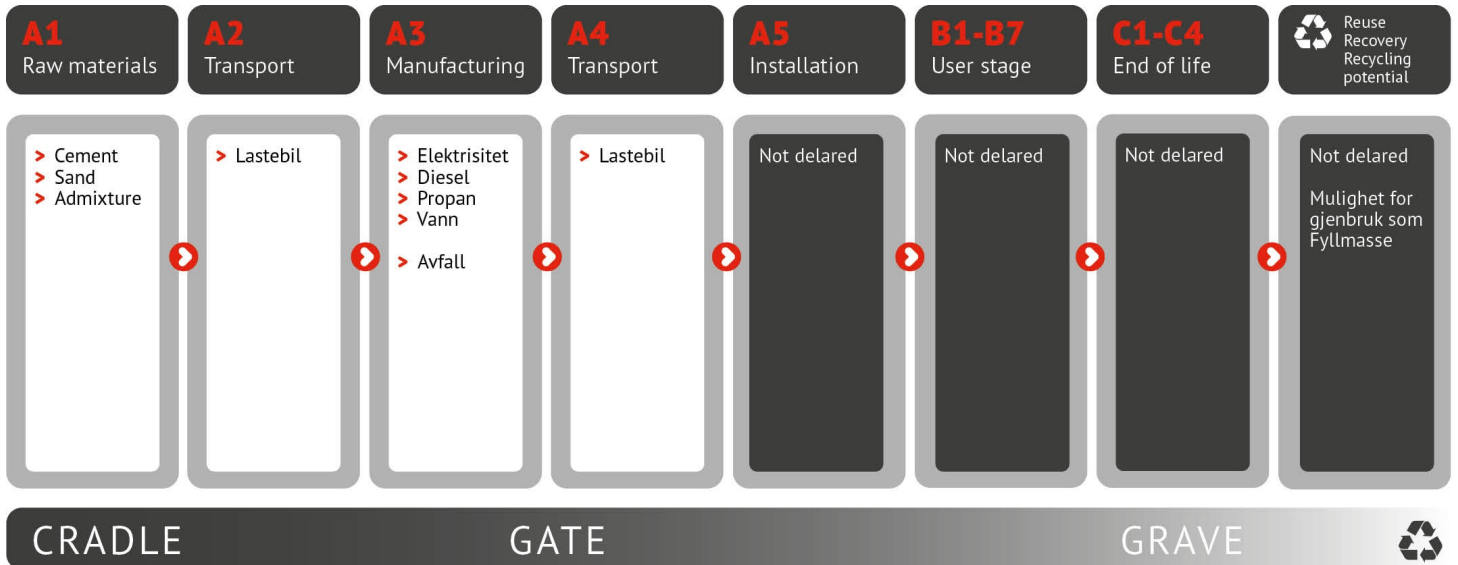 A1
Raw materials
A2
Transport
A3
Manufacturing
A4
Transport
A5
Installation
B1-B7
User stage
C1-C4
End of life
Reuse
Recovery
Recycling
potential
> Cement
> Sand
> Admixture
> Lastebil
> Elektrisitet
> Diesel
> Propan
> Vann
> Avfall
> Lastebil
Not delared
Not delared
Not delared
Not delared
Mulighet for
gjenbruk som
Fyllmasse
CRADLE
GATE
GRAVE